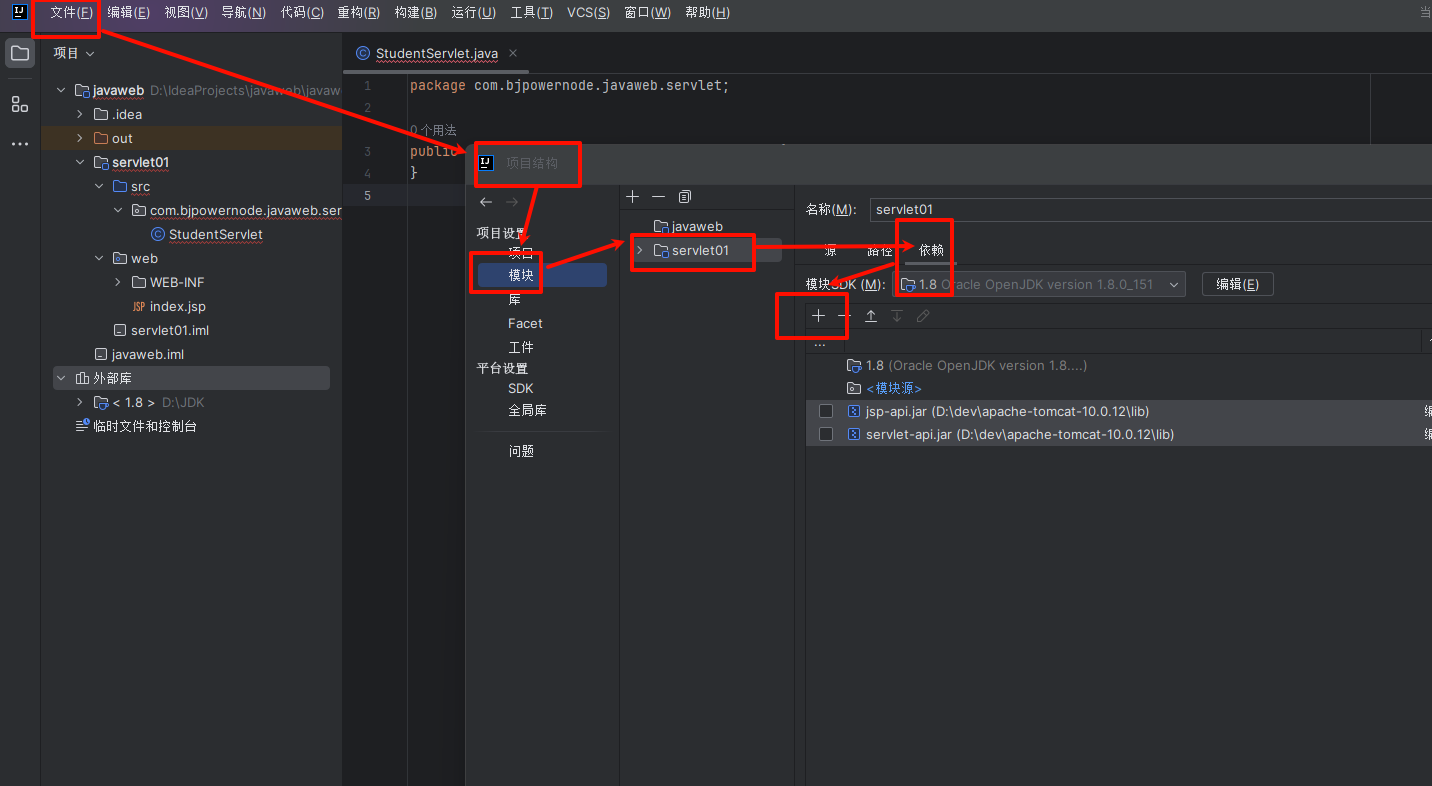 文件(F) 编辑(E) 视图(V) 导航(N) 代码(C) 重构(R) 构建(B) 运行(U) 工具(T) VCS(S) 窗口(W) 帮助(H)
项目
StudentServlet.java
javaweb D:\IdeaProjects\javaweb\javaw
.idea
out
servlet01
src
com.bjpowernode.javaweb.ser
StudentServlet
web
WEB-INF
JSP index.jsp
servlet01.iml
javaweb.iml
外部库
< 1.8 > D:\JDK
临时文件和控制台
1 package com.bjpowernode.javaweb.servlet;
2
0 个用法
3 public
4 }
5
项目结构
项目设置
项目
模块
库
Facet
工件
平台设置
SDK
全局库
问题
javaweb
servlet01
名称(M): servlet01
源 路径 依赖
模块SDK (M): 1.8 Oracle OpenJDK version 1.8.0_151 编辑(E)
...
1.8 (Oracle OpenJDK version 1.8....)
<模块源>
jsp-api.jar (D:\dev\apache-tomcat-10.0.12\lib)
servlet-api.jar (D:\dev\apache-tomcat-10.0.12\lib)